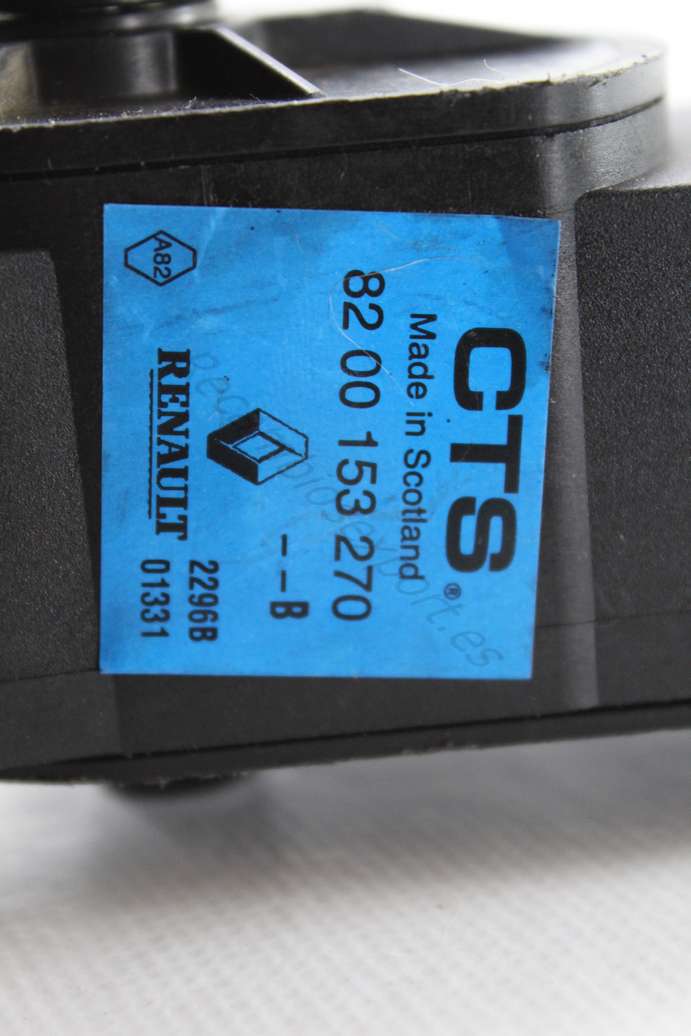 CTS®
Made in Scotland
82 00 153 270
--B
RENAULT
2296B
01331
A82